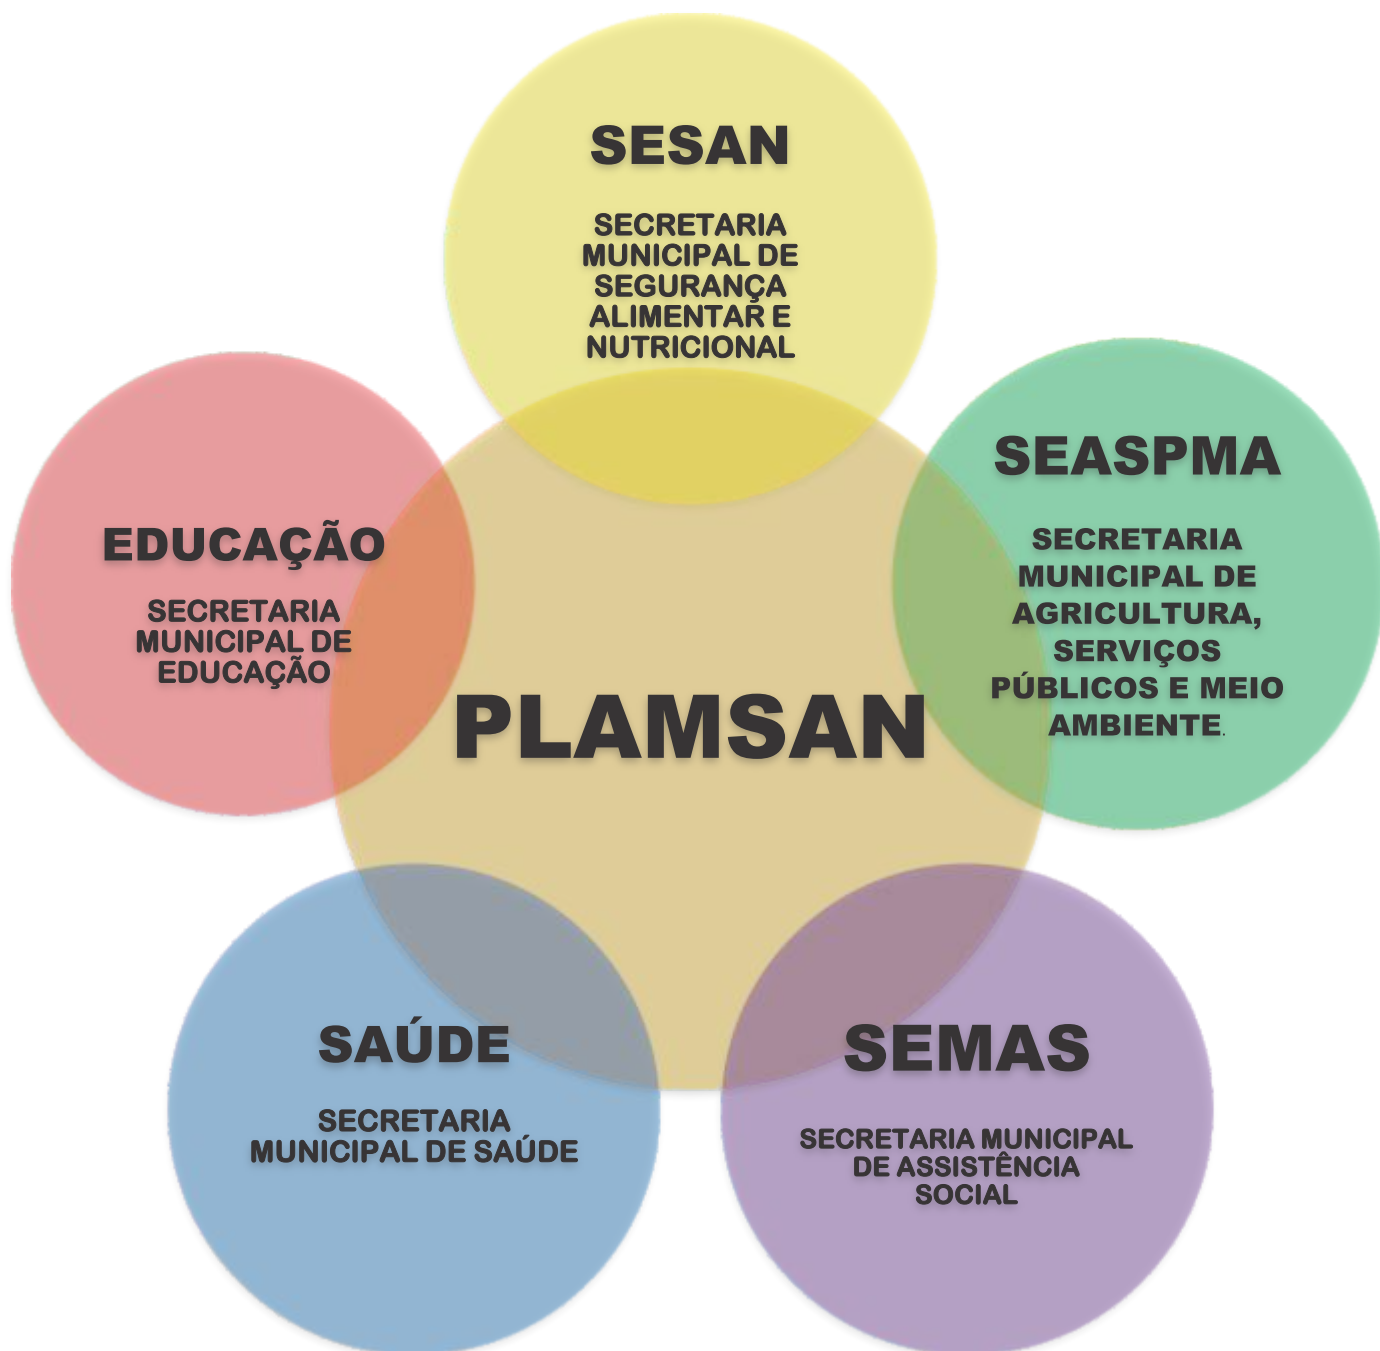 SESAN
SECRETARIA
MUNICIPAL DE
SEGURANÇA
ALIMENTAR E
NUTRICIONAL
SEASPMA
SECRETARIA
MUNICIPAL DE
AGRICULTURA,
SERVIÇOS
PÚBLICOS E MEIO
AMBIENTE.
EDUCAÇÃO
SECRETARIA
MUNICIPAL DE
EDUCAÇÃO
PLAMSAN
SAÚDE
SECRETARIA
MUNICIPAL DE SAÚDE
SEMAS
SECRETARIA MUNICIPAL
DE ASSISTÊNCIA
SOCIAL